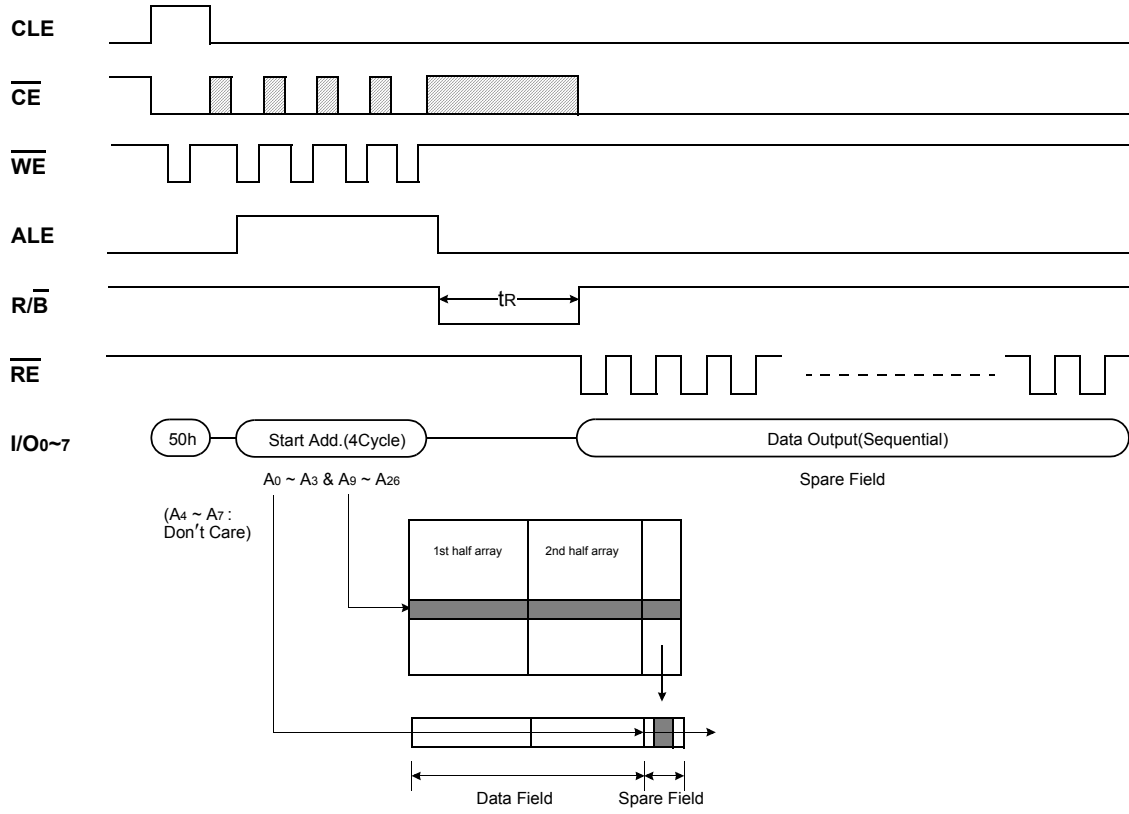 CLE
CE
WE
ALE
R/B
tR
RE
I/O0~7
50h
Start Add.(4Cycle)
Data Output(Sequential)
A0 ~ A3 & A9 ~ A26
Spare Field
(A4 ~ A7 :
Don't Care)
1st half array
2nd half array
Data Field
Spare Field